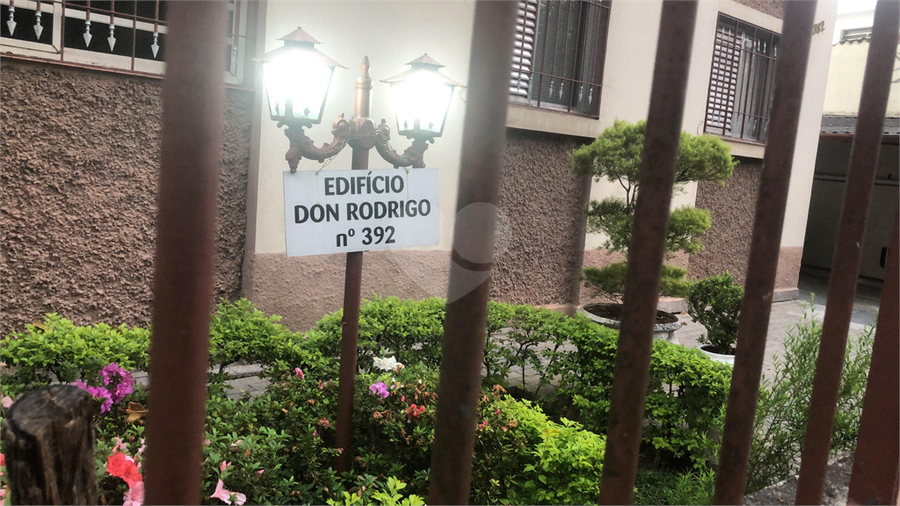 EDIFÍCIO
DON RODRIGO
nº 392